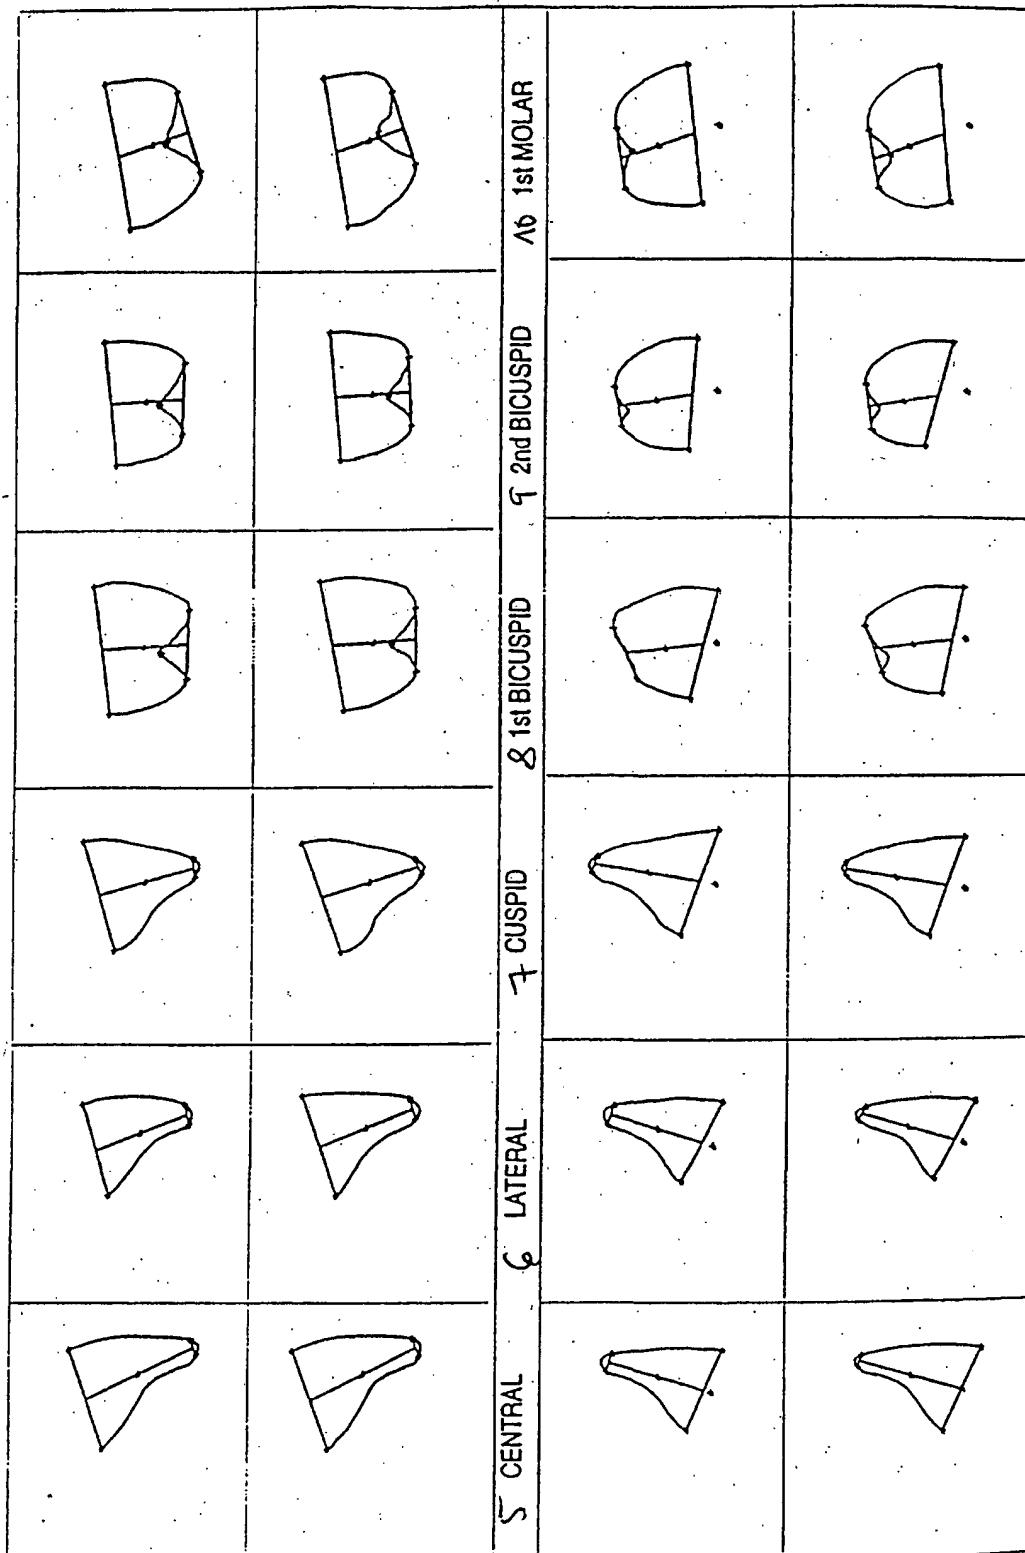 5 CENTRAL
6 LATERAL
7 CUSPID
8 1st BICUSPID
9 2nd BICUSPID
10 1st MOLAR